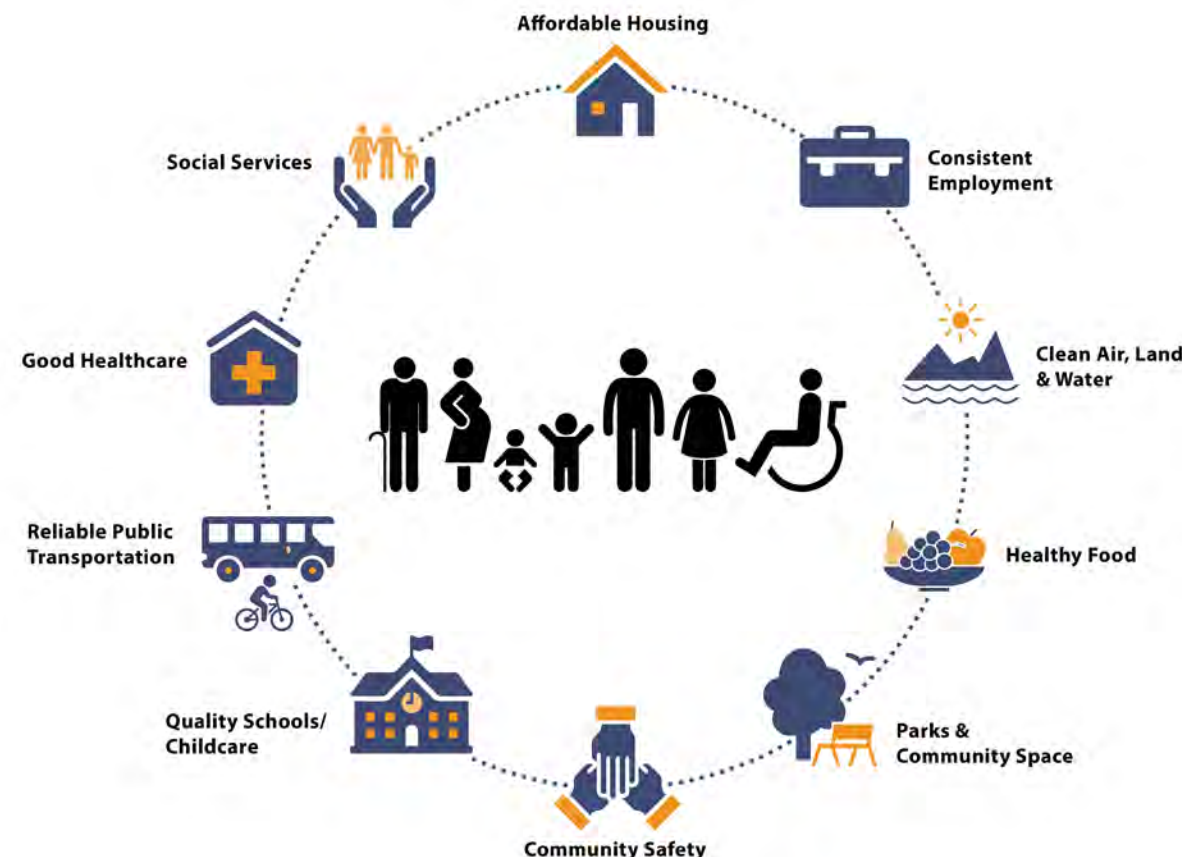 Affordable Housing
Consistent
Employment
Clean Air, Land
& Water
Healthy Food
Parks &
Community Space
Community Safety
Quality Schools/
Childcare
Reliable Public
Transportation
Good Healthcare
Social Services